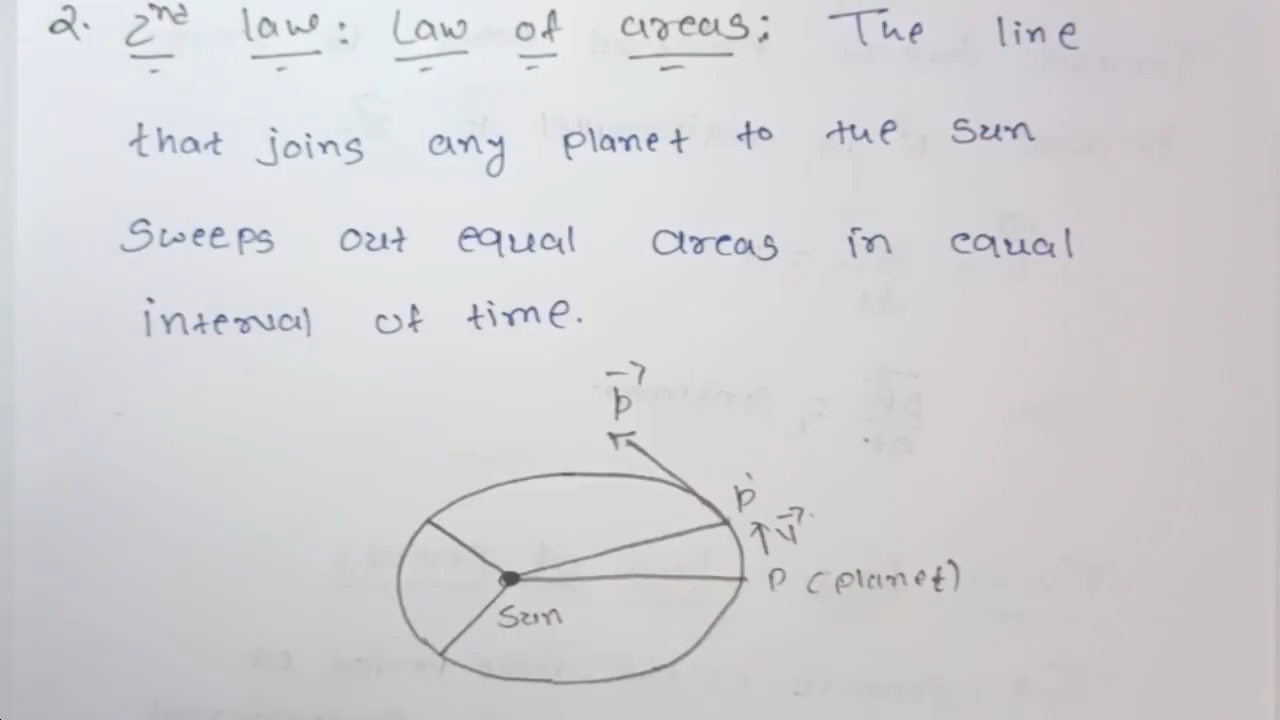 2. 2nd law: Law of areas: The line
that joins any planet to the sun
sweeps out equal areas in equal
interval of time.
p⃗
p'
v⃗
P (planet)
Sun